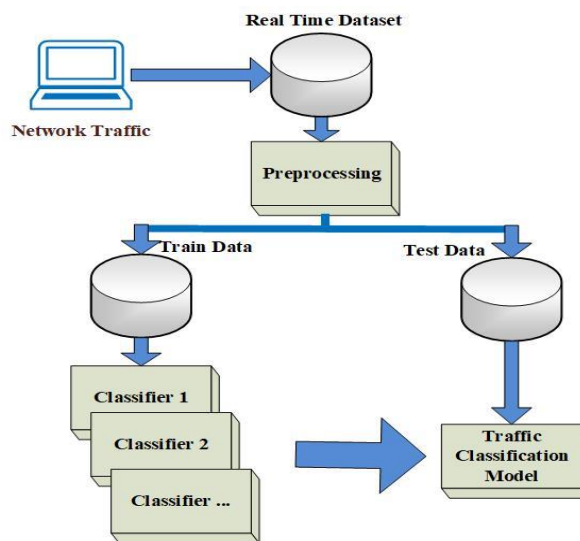 Real Time Dataset
Network Traffic
Preprocessing
Train Data
Test Data
Classifier 1
Classifier 2
Classifier ...
Traffic
Classification
Model